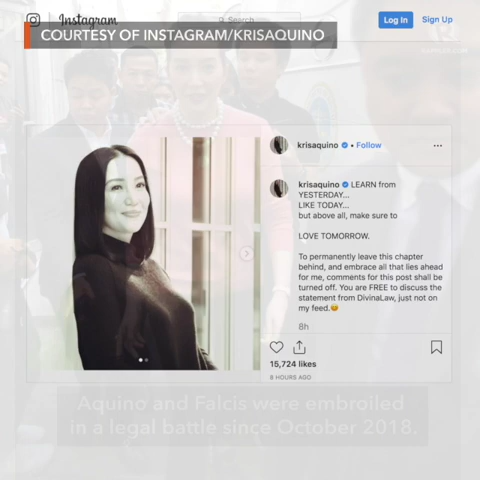 Instagram
Search
Log In
Sign Up
COURTESY OF INSTAGRAM/KRISAQUINO
RAPPLER.COM
krisaquino • Follow
krisaquino LEARN from
YESTERDAY...
LIKE TODAY...
but above all, make sure to
LOVE TOMORROW.
To permanently leave this chapter
behind, and embrace all that lies ahead
for me, comments for this post shall be
turned off. You are FREE to discuss the
statement from DivinaLaw, just not on
my feed.😊
8h
15,724 likes
8 HOURS AGO
Aquino and Falcis were embroiled
in a legal battle since October 2018.